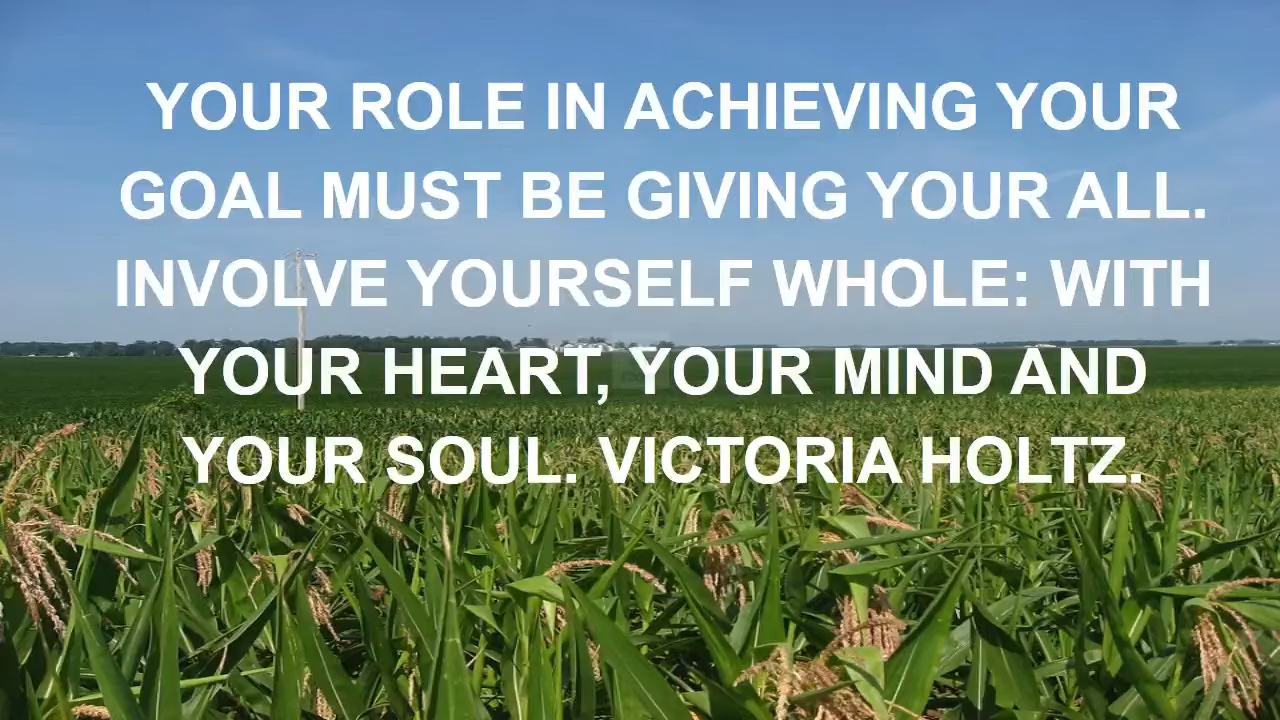 YOUR ROLE IN ACHIEVING YOUR
GOAL MUST BE GIVING YOUR ALL.
INVOLVE YOURSELF WHOLE: WITH
YOUR HEART, YOUR MIND AND
YOUR SOUL. VICTORIA HOLTZ.